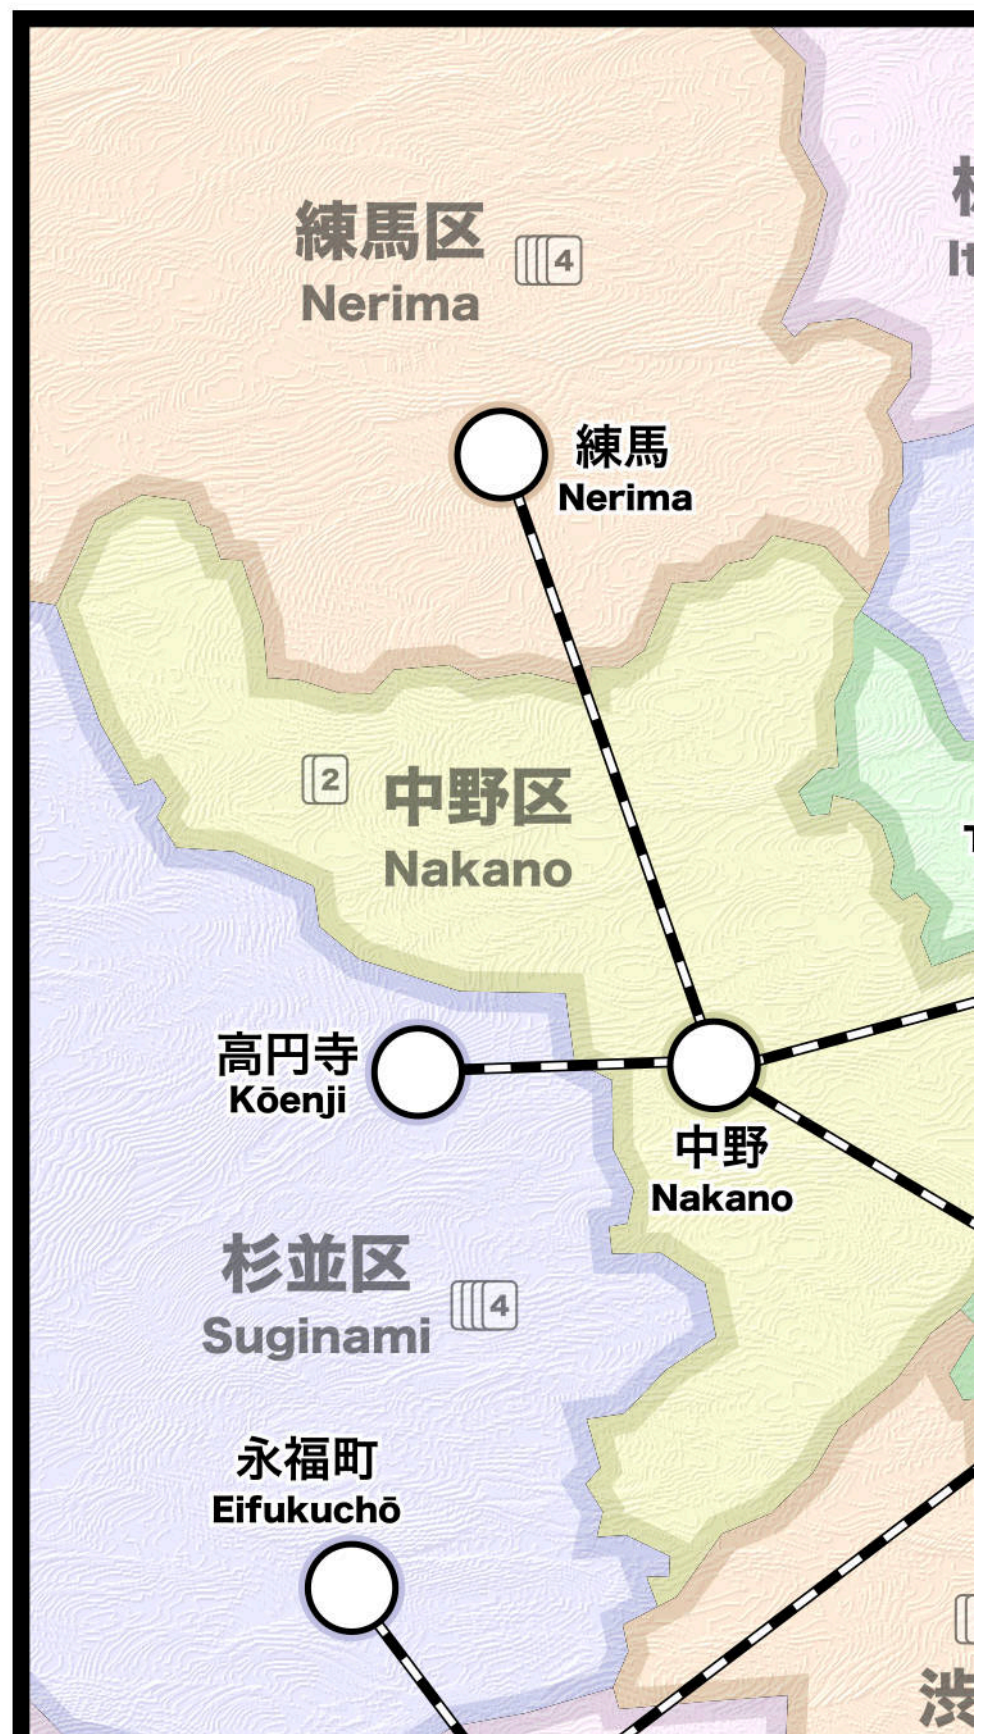 練馬区
4
Nerima
練馬
Nerima
2
中野区
Nakano
高円寺
Kōenji
中野
Nakano
杉並区
4
Suginami
永福町
Eifukuchō
渋